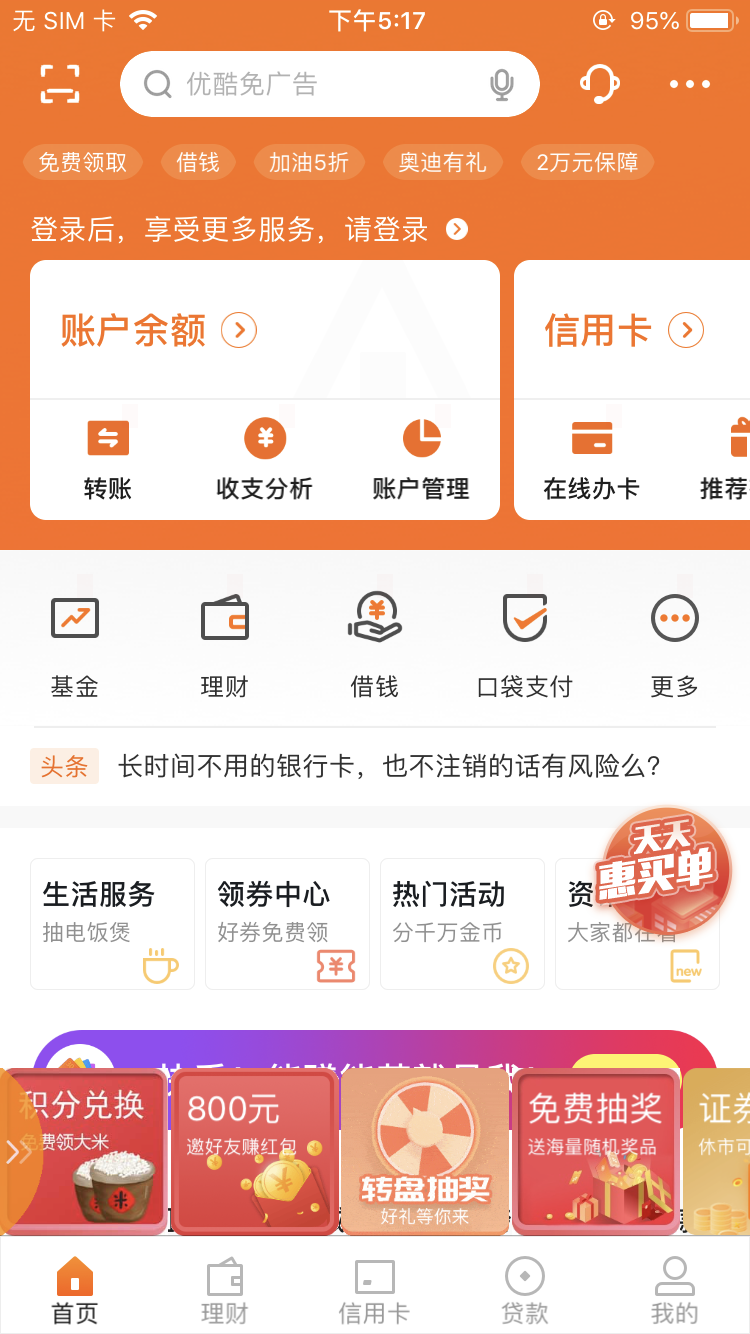 无 SIM 卡 下午5:17 95%
优酷免广告
免费领取 借钱 加油5折 奥迪有礼 2万元保障
登录后，享受更多服务，请登录
账户余额 信用卡
转账 收支分析 账户管理 在线办卡 推荐
基金 理财 借钱 口袋支付 更多
头条 长时间不用的银行卡，也不注销的话有风险么?
天天
惠买单
生活服务 领券中心 热门活动 资
抽电饭煲 好券免费领 分千万金币 大家都在看
new
积分兑换 800元 免费抽奖 证券
免费领大米 邀好友赚红包 送海量随机奖品 休市可
米
转盘抽奖
好礼等你来
首页 理财 信用卡 贷款 我的